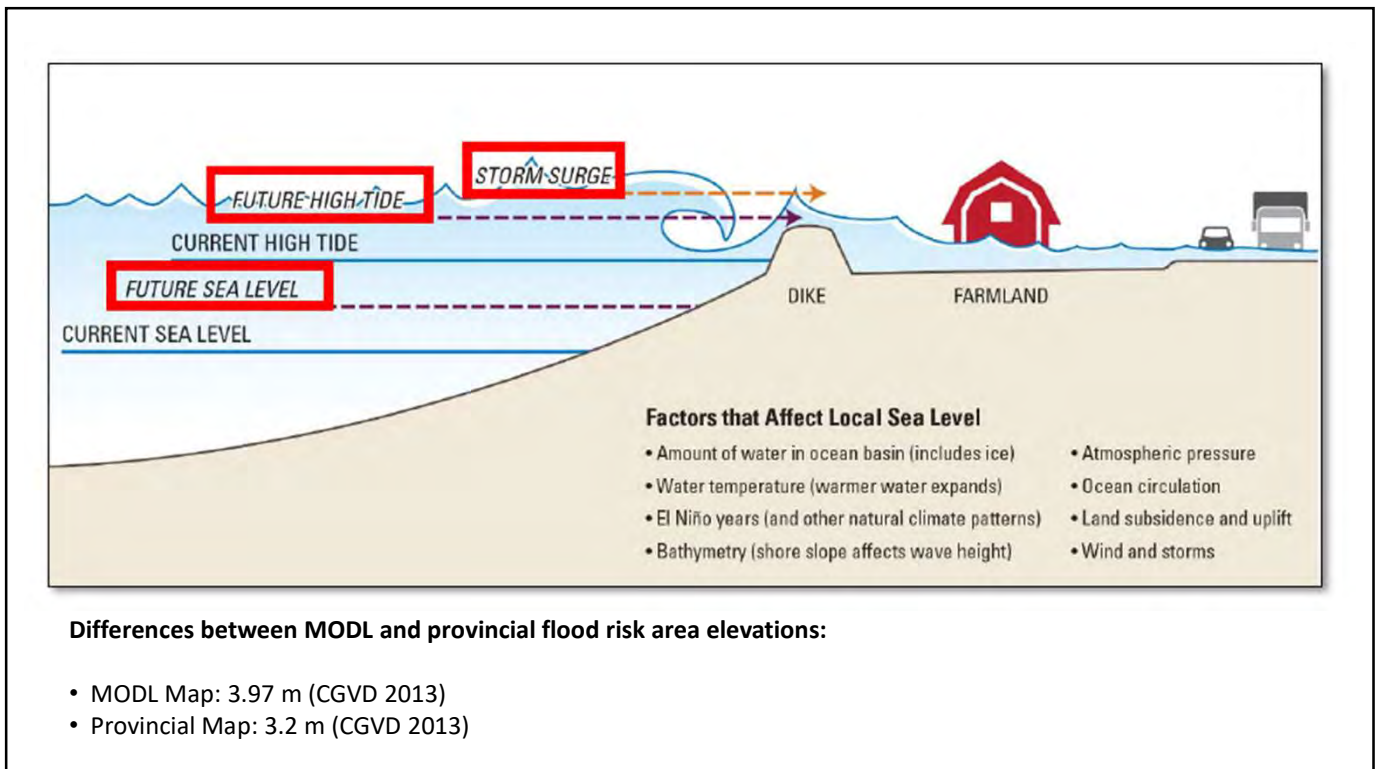 STORM SURGE
FUTURE HIGH TIDE
CURRENT HIGH TIDE
FUTURE SEA LEVEL
CURRENT SEA LEVEL
DIKE
FARMLAND
Factors that Affect Local Sea Level
• Amount of water in ocean basin (includes ice)
• Water temperature (warmer water expands)
• El Niño years (and other natural climate patterns)
• Bathymetry (shore slope affects wave height)
• Atmospheric pressure
• Ocean circulation
• Land subsidence and uplift
• Wind and storms
Differences between MODL and provincial flood risk area elevations:
• MODL Map: 3.97 m (CGVD 2013)
• Provincial Map: 3.2 m (CGVD 2013)